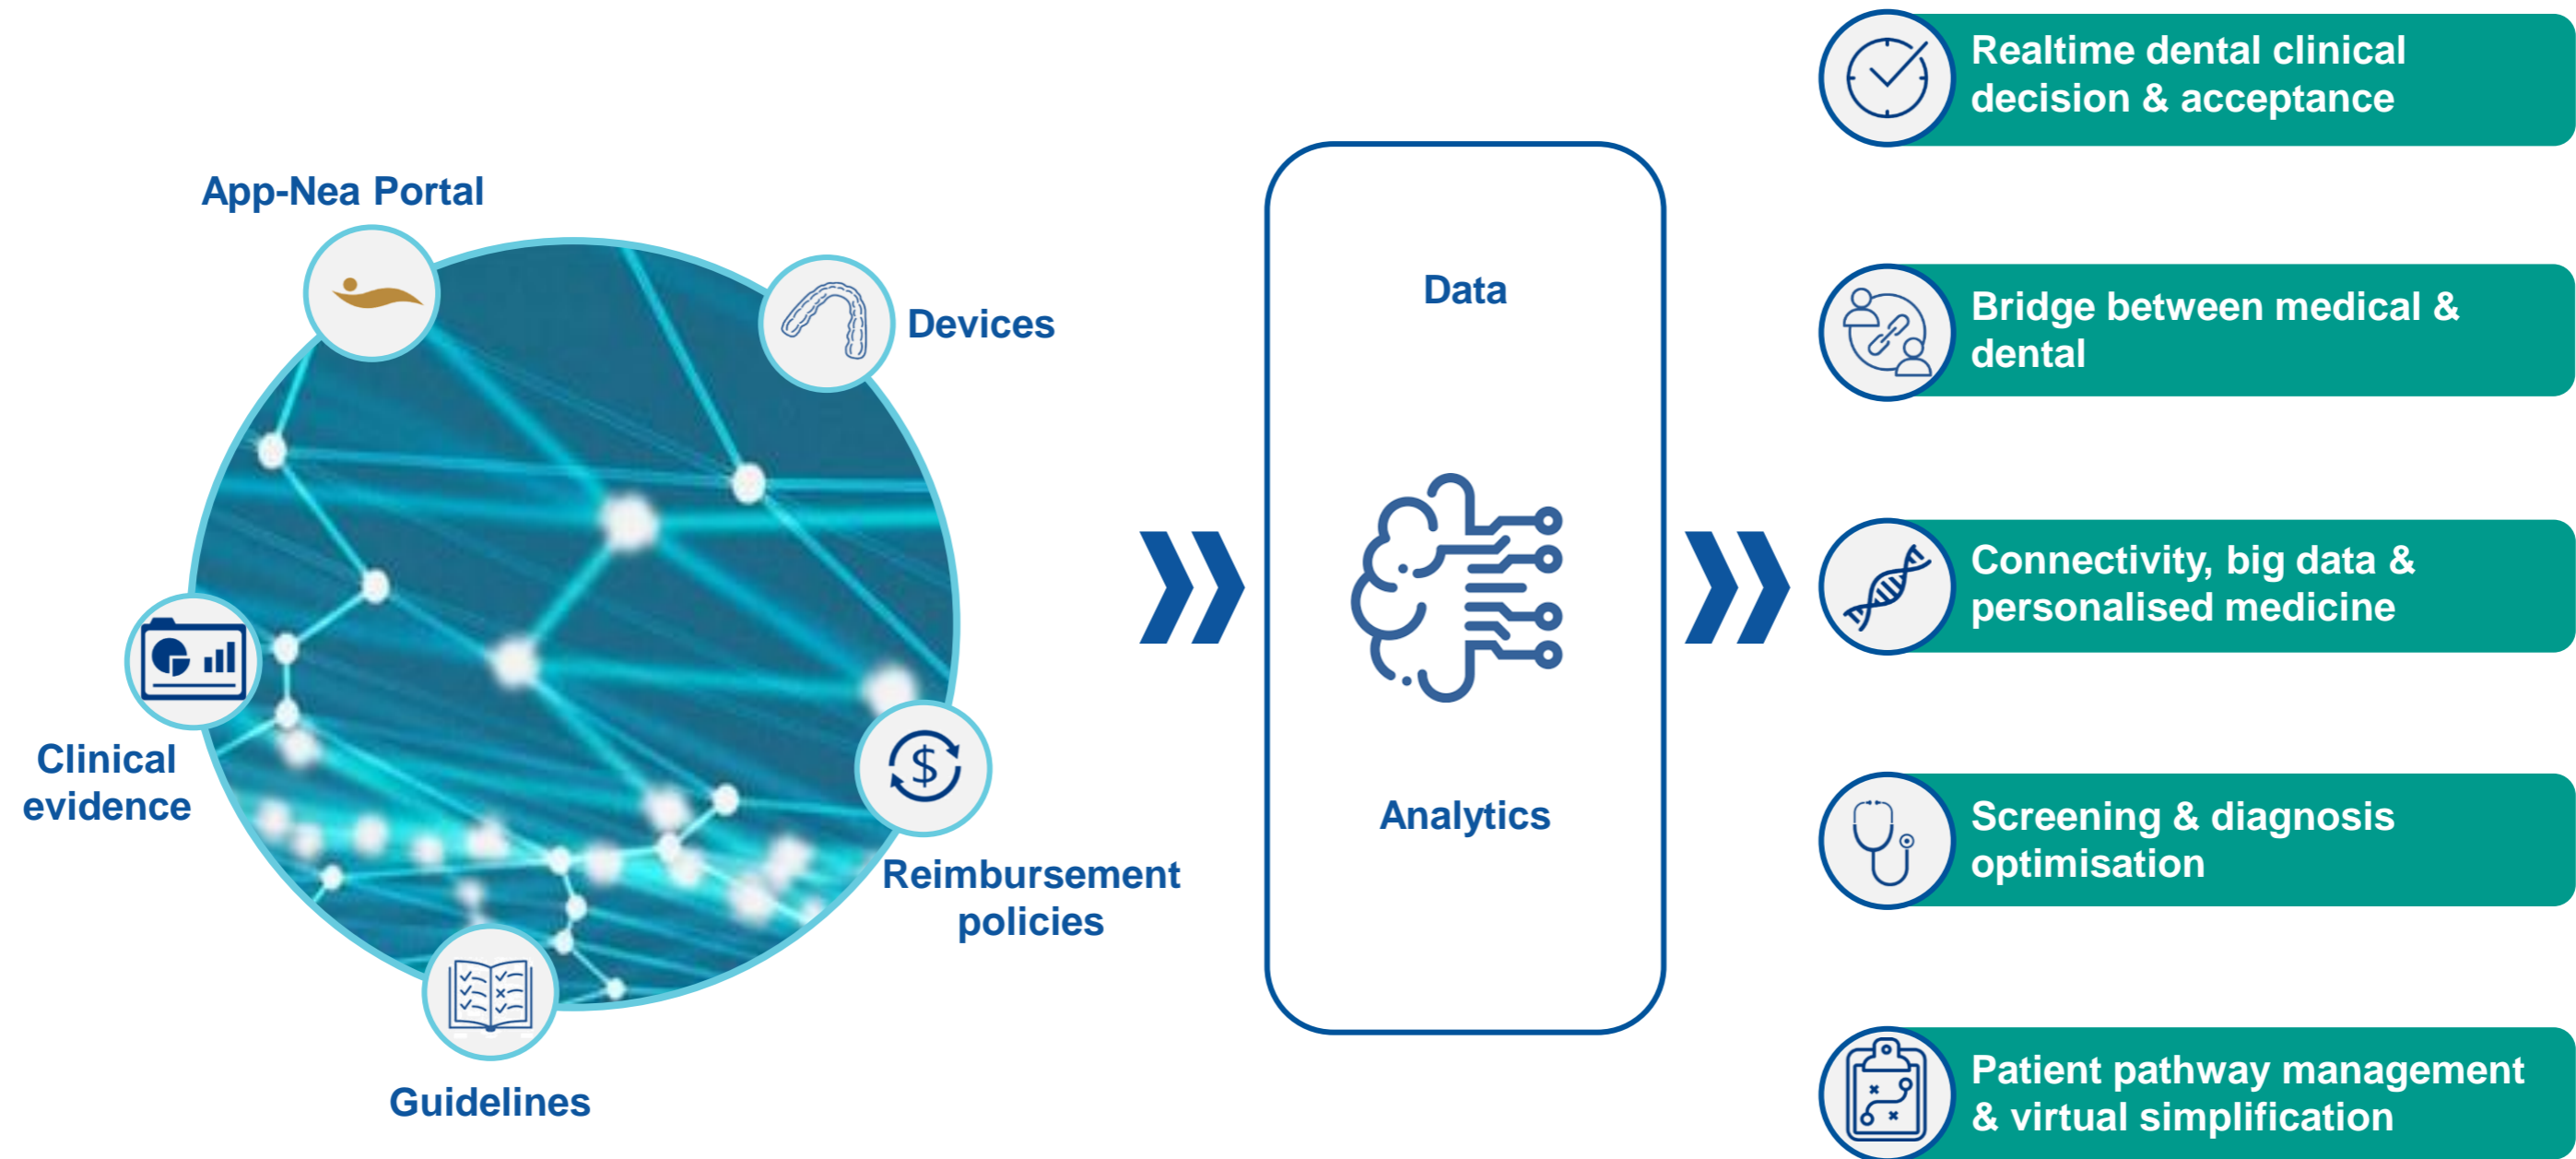 App-Nea Portal
Devices
Clinical
evidence
Reimbursement
policies
Guidelines
Data
Analytics
Realtime dental clinical
decision & acceptance
Bridge between medical &
dental
Connectivity, big data &
personalised medicine
Screening & diagnosis
optimisation
Patient pathway management
& virtual simplification